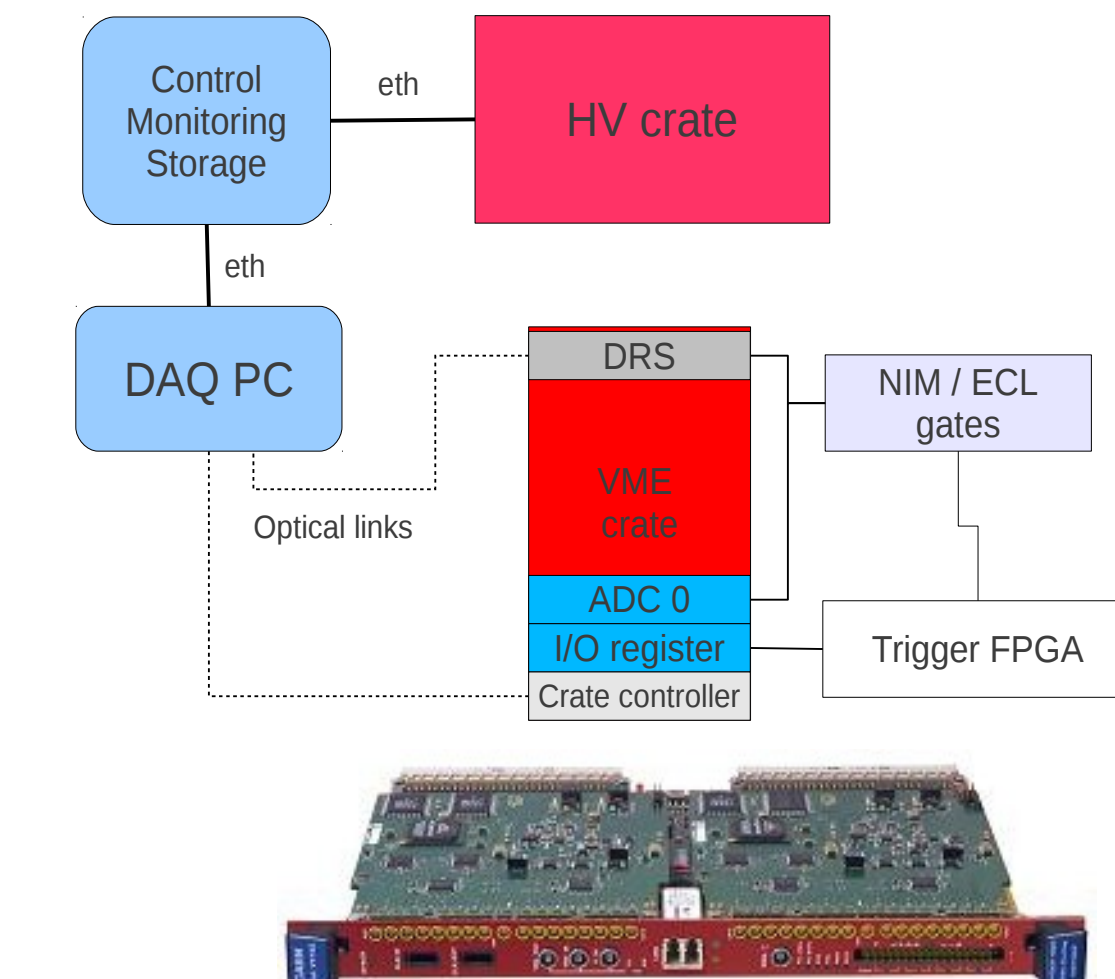 Control
Monitoring
Storage
eth
HV crate
eth
DAQ PC
DRS
NIM / ECL
gates
VME
crate
Optical links
ADC 0
I/O register
Trigger FPGA
Crate controller
CAEN